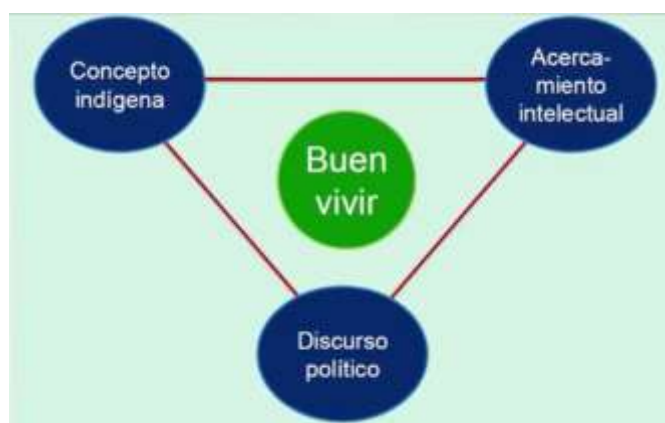 Concepto
indígena
Acerca-
miento
intelectual
Buen
vivir
Discurso
político